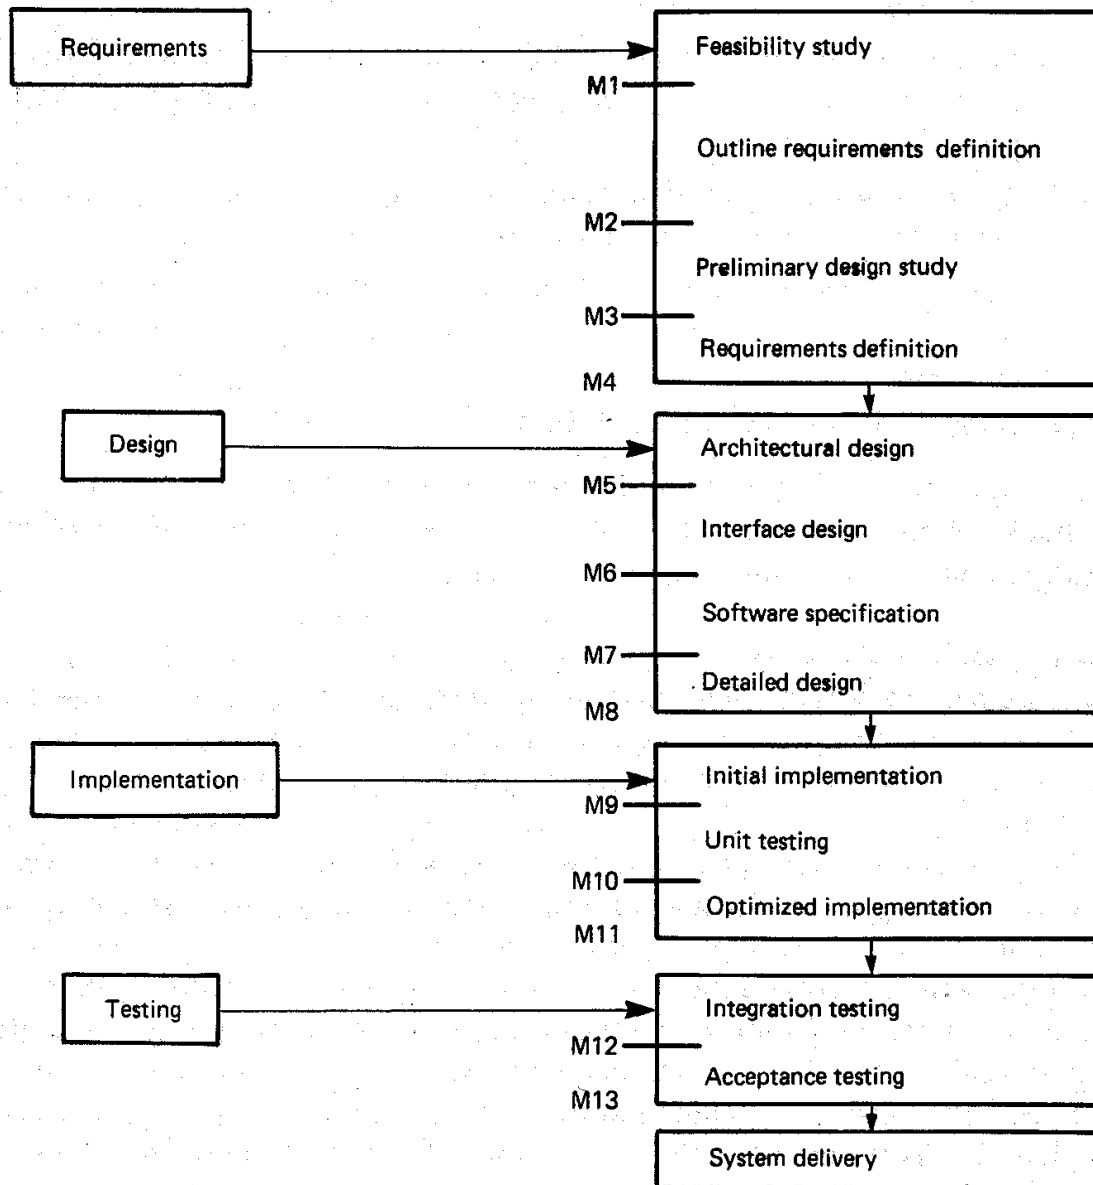 Requirements
Feasibility study
M1
Outline requirements definition
M2
Preliminary design study
M3
Requirements definition
M4
Design
Architectural design
M5
Interface design
M6
Software specification
M7
Detailed design
M8
Implementation
Initial implementation
M9
Unit testing
M10
Optimized implementation
M11
Testing
Integration testing
M12
Acceptance testing
M13
System delivery